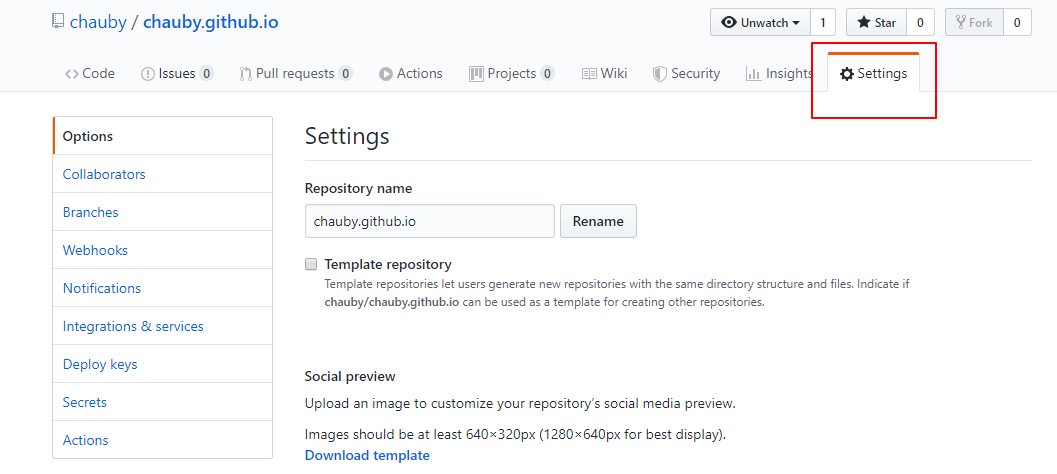 chauby / chauby.github.io
Unwatch 1 Star 0 Fork 0
Code Issues 0 Pull requests 0 Actions Projects 0 Wiki Security Insights Settings
Options
Collaborators
Branches
Webhooks
Notifications
Integrations & services
Deploy keys
Secrets
Actions
Settings
Repository name
chauby.github.io Rename
Template repository
Template repositories let users generate new repositories with the same directory structure and files. Indicate if
chauby/chauby.github.io can be used as a template for creating other repositories.
Social preview
Upload an image to customize your repository's social media preview.
Images should be at least 640×320px (1280×640px for best display).
Download template